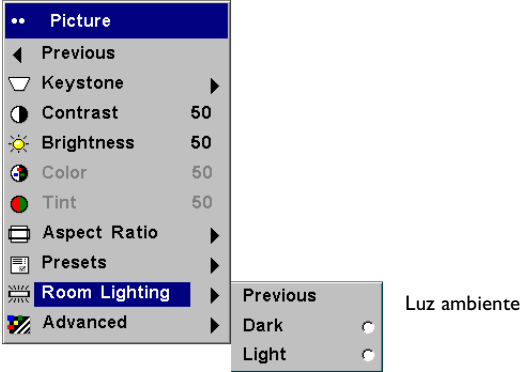 Picture
Previous
Keystone
Contrast 50
Brightness 50
Color 50
Tint 50
Aspect Ratio
Presets
Room Lighting
Advanced
Previous
Dark
Light
Luz ambiente